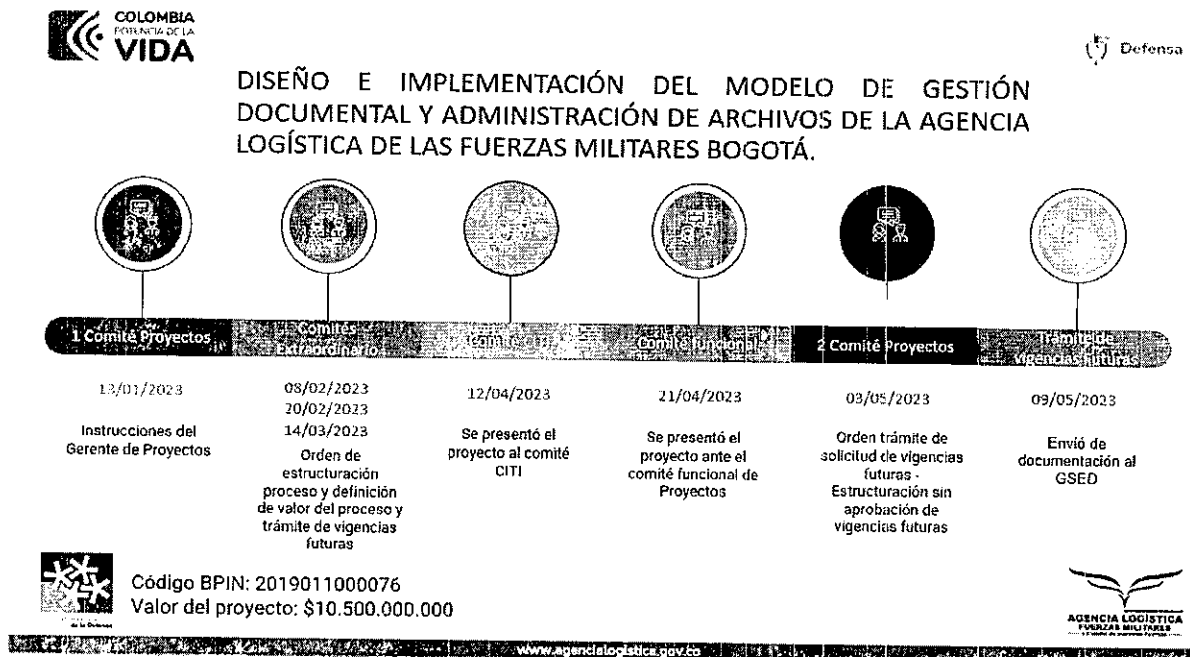 COLOMBIA
POTENCIA DE LA
VIDA
Defensa
DISEÑO E IMPLEMENTACIÓN DEL MODELO DE GESTIÓN
DOCUMENTAL Y ADMINISTRACIÓN DE ARCHIVOS DE LA AGENCIA
LOGÍSTICA DE LAS FUERZAS MILITARES BOGOTÁ.
1 Comité Proyectos
13/01/2023
Instrucciones del
Gerente de Proyectos
Comités
Extraordinario
08/02/2023
20/02/2023
14/03/2023
Orden de
estructuración
proceso y definición
de valor del proceso y
trámite de vigencias
futuras
Comité CITI
12/04/2023
Se presentó el
proyecto al comité
CITI
Comité funcional
21/04/2023
Se presentó el
proyecto ante el
comité funcional de
Proyectos
2 Comité Proyectos
03/05/2023
Orden trámite de
solicitud de vigencias
futuras -
Estructuración sin
aprobación de
vigencias futuras
Trámite de
vigencias futuras
09/05/2023
Envió de
documentación al
GSED
Código BPIN: 2019011000076
Valor del proyecto: $10.500.000.000
de la Defensa
AGENCIA LOGÍSTICA
FUERZAS MILITARES
www.agencialogistica.gov.co